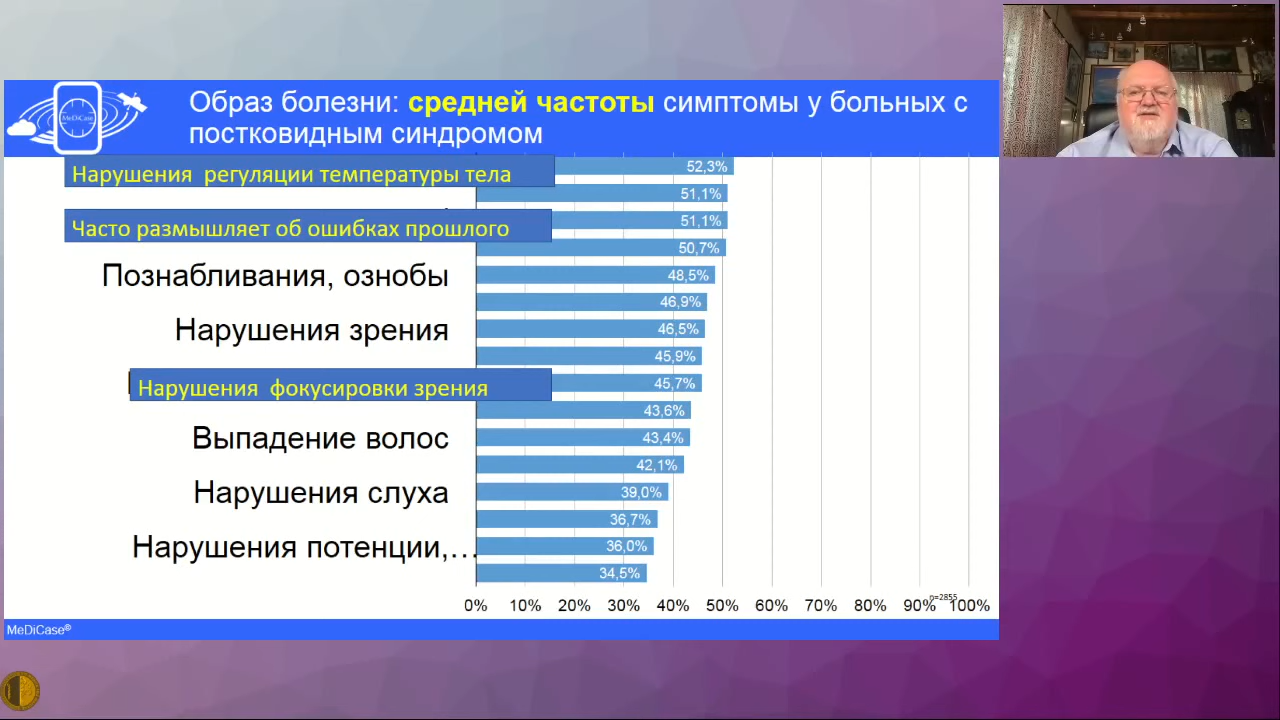 Образ болезни: средней частоты симптомы у больных с
постковидным синдромом
MeDiCase
Нарушения регуляции температуры тела
52,3%
51,1%
Часто размышляет об ошибках прошлого
51,1%
50,7%
Познабливания, ознобы
48,5%
46,9%
Нарушения зрения
46,5%
45,9%
Нарушения фокусировки зрения
45,7%
43,6%
Выпадение волос
43,4%
42,1%
Нарушения слуха
39,0%
36,7%
Нарушения потенции,…
36,0%
34,5%
n=2855
0% 10% 20% 30% 40% 50% 60% 70% 80% 90% 100%
MeDiCase®